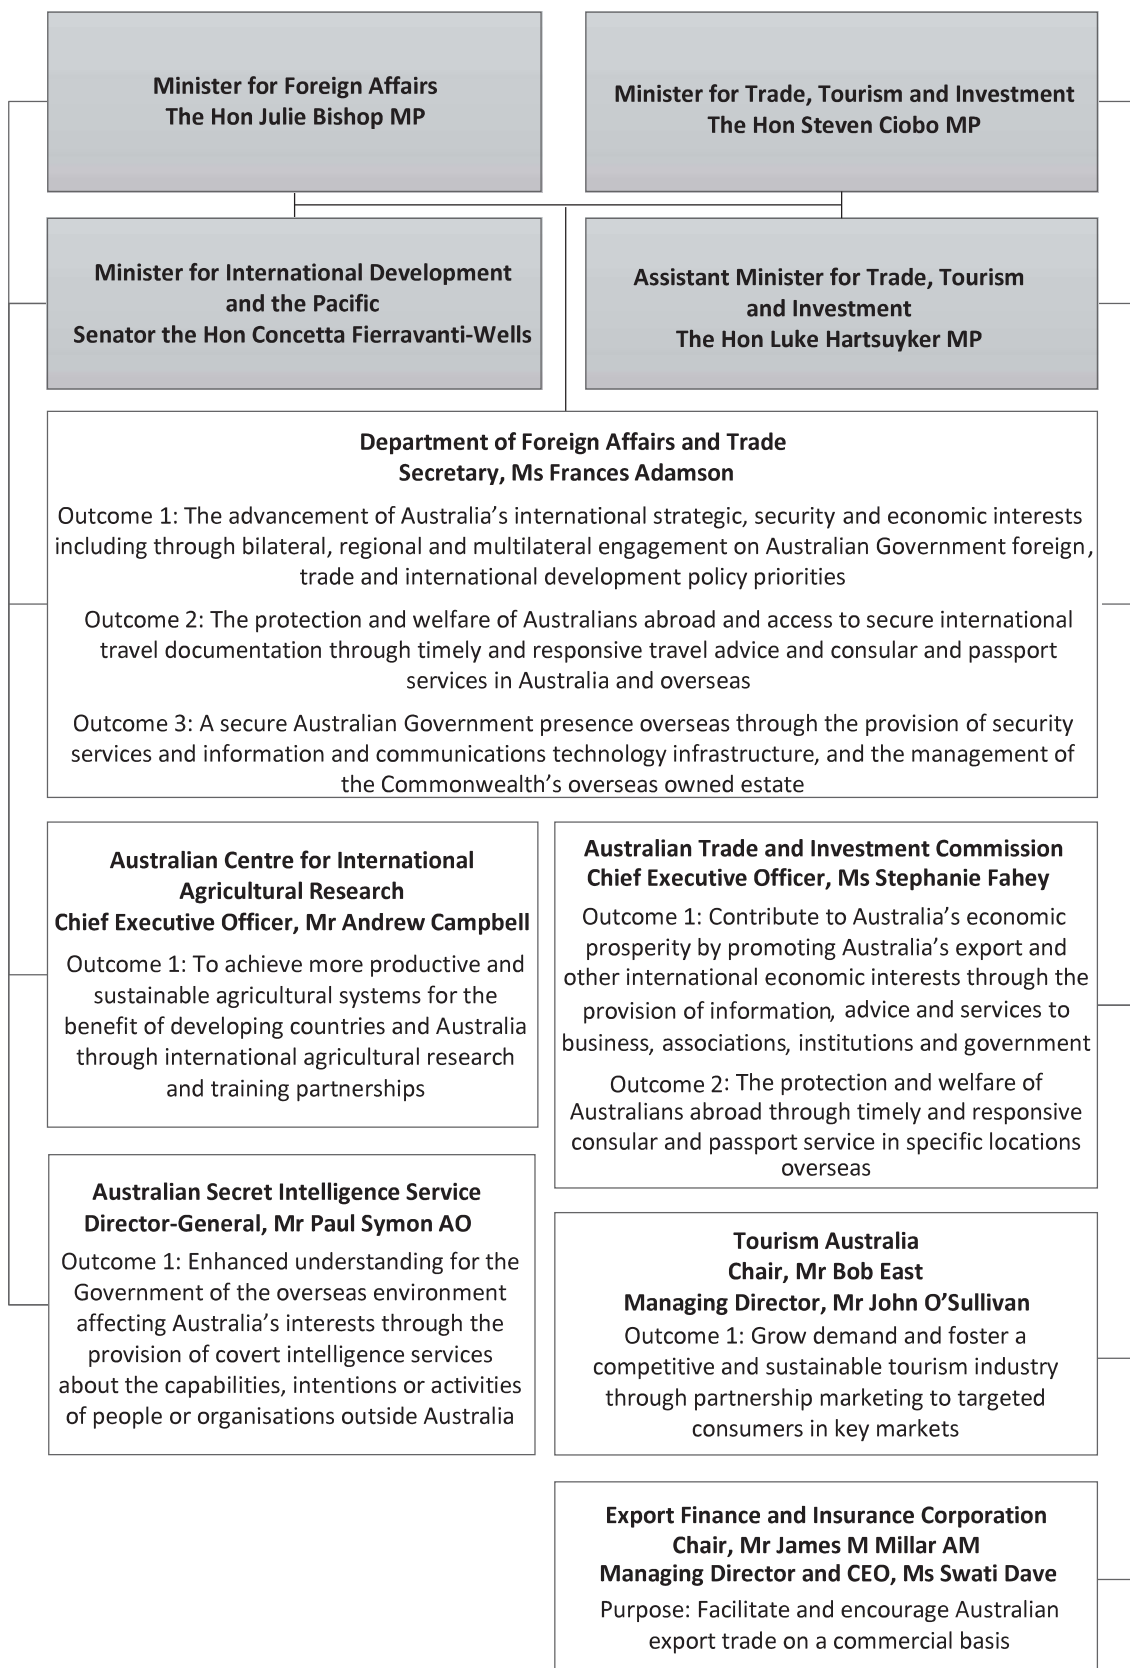 Minister for Foreign Affairs
The Hon Julie Bishop MP
Minister for Trade, Tourism and Investment
The Hon Steven Ciobo MP
Minister for International Development
and the Pacific
Senator the Hon Concetta Fierravanti-Wells
Assistant Minister for Trade, Tourism
and Investment
The Hon Luke Hartsuyker MP
Department of Foreign Affairs and Trade
Secretary, Ms Frances Adamson
Outcome 1: The advancement of Australia’s international strategic, security and economic interests
including through bilateral, regional and multilateral engagement on Australian Government foreign,
trade and international development policy priorities
Outcome 2: The protection and welfare of Australians abroad and access to secure international
travel documentation through timely and responsive travel advice and consular and passport
services in Australia and overseas
Outcome 3: A secure Australian Government presence overseas through the provision of security
services and information and communications technology infrastructure, and the management of
the Commonwealth’s overseas owned estate
Australian Centre for International
Agricultural Research
Chief Executive Officer, Mr Andrew Campbell
Outcome 1: To achieve more productive and
sustainable agricultural systems for the
benefit of developing countries and Australia
through international agricultural research
and training partnerships
Australian Trade and Investment Commission
Chief Executive Officer, Ms Stephanie Fahey
Outcome 1: Contribute to Australia’s economic
prosperity by promoting Australia’s export and
other international economic interests through the
provision of information, advice and services to
business, associations, institutions and government
Outcome 2: The protection and welfare of
Australians abroad through timely and responsive
consular and passport service in specific locations
overseas
Australian Secret Intelligence Service
Director-General, Mr Paul Symon AO
Outcome 1: Enhanced understanding for the
Government of the overseas environment
affecting Australia’s interests through the
provision of covert intelligence services
about the capabilities, intentions or activities
of people or organisations outside Australia
Tourism Australia
Chair, Mr Bob East
Managing Director, Mr John O’Sullivan
Outcome 1: Grow demand and foster a
competitive and sustainable tourism industry
through partnership marketing to targeted
consumers in key markets
Export Finance and Insurance Corporation
Chair, Mr James M Millar AM
Managing Director and CEO, Ms Swati Dave
Purpose: Facilitate and encourage Australian
export trade on a commercial basis